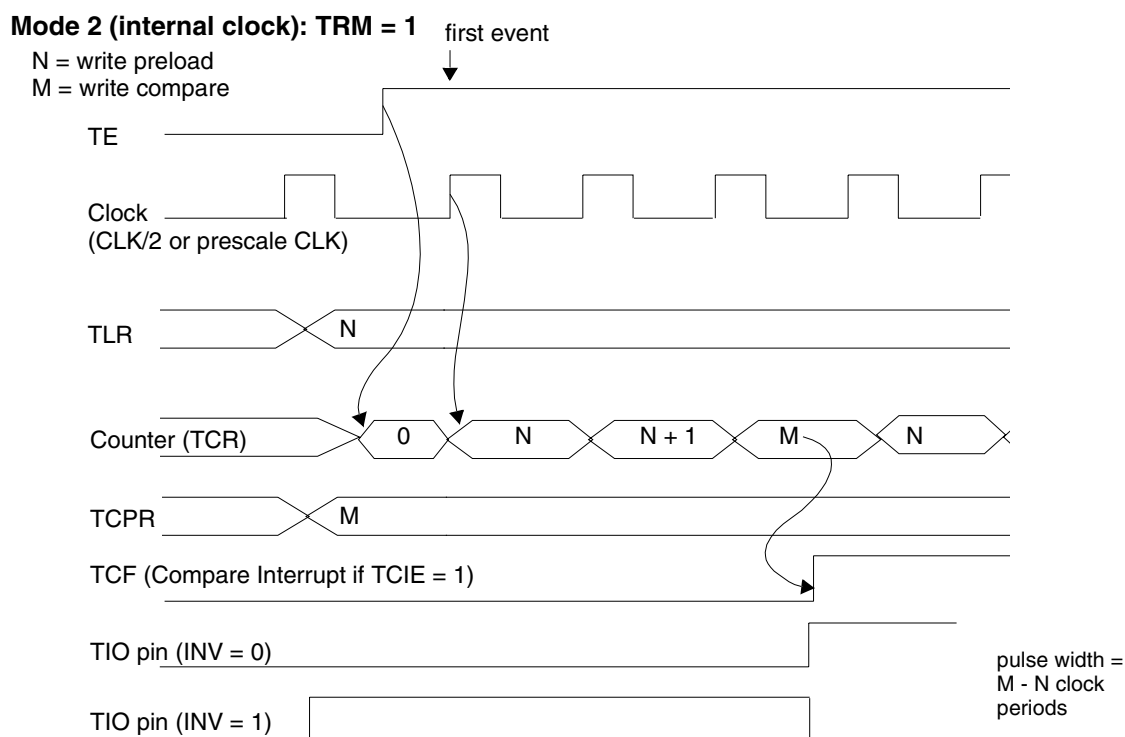 Mode 2 (internal clock): TRM = 1
first event
N = write preload
M = write compare
TE
Clock
(CLK/2 or prescale CLK)
TLR
N
Counter (TCR)
0
N
N + 1
M
N
TCPR
M
TCF (Compare Interrupt if TCIE = 1)
TIO pin (INV = 0)
pulse width =
M - N clock
periods
TIO pin (INV = 1)